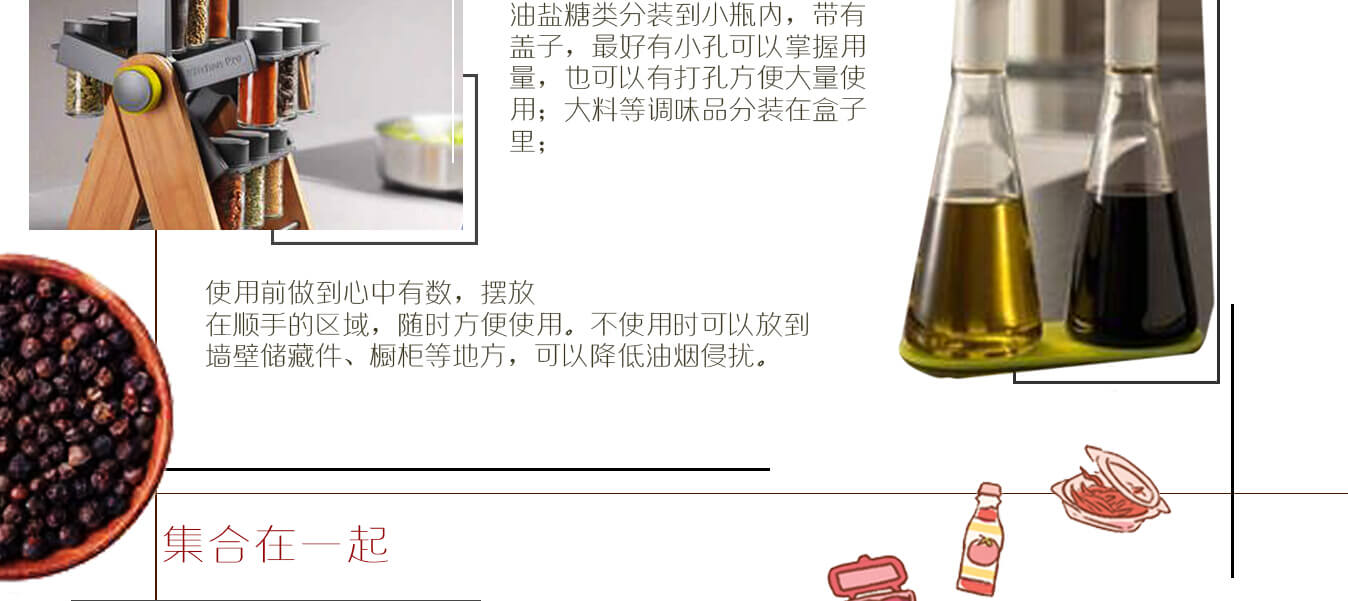 油盐糖类分装到小瓶内，带有
盖子，最好有小孔可以掌握用
量，也可以有打孔方便大量使
用；大料等调味品分装在盒子
里；
Kitchen Pro
使用前做到心中有数，摆放
在顺手的区域，随时方便使用。不使用时可以放到
墙壁储藏件、橱柜等地方，可以降低油烟侵扰。
集合在一起